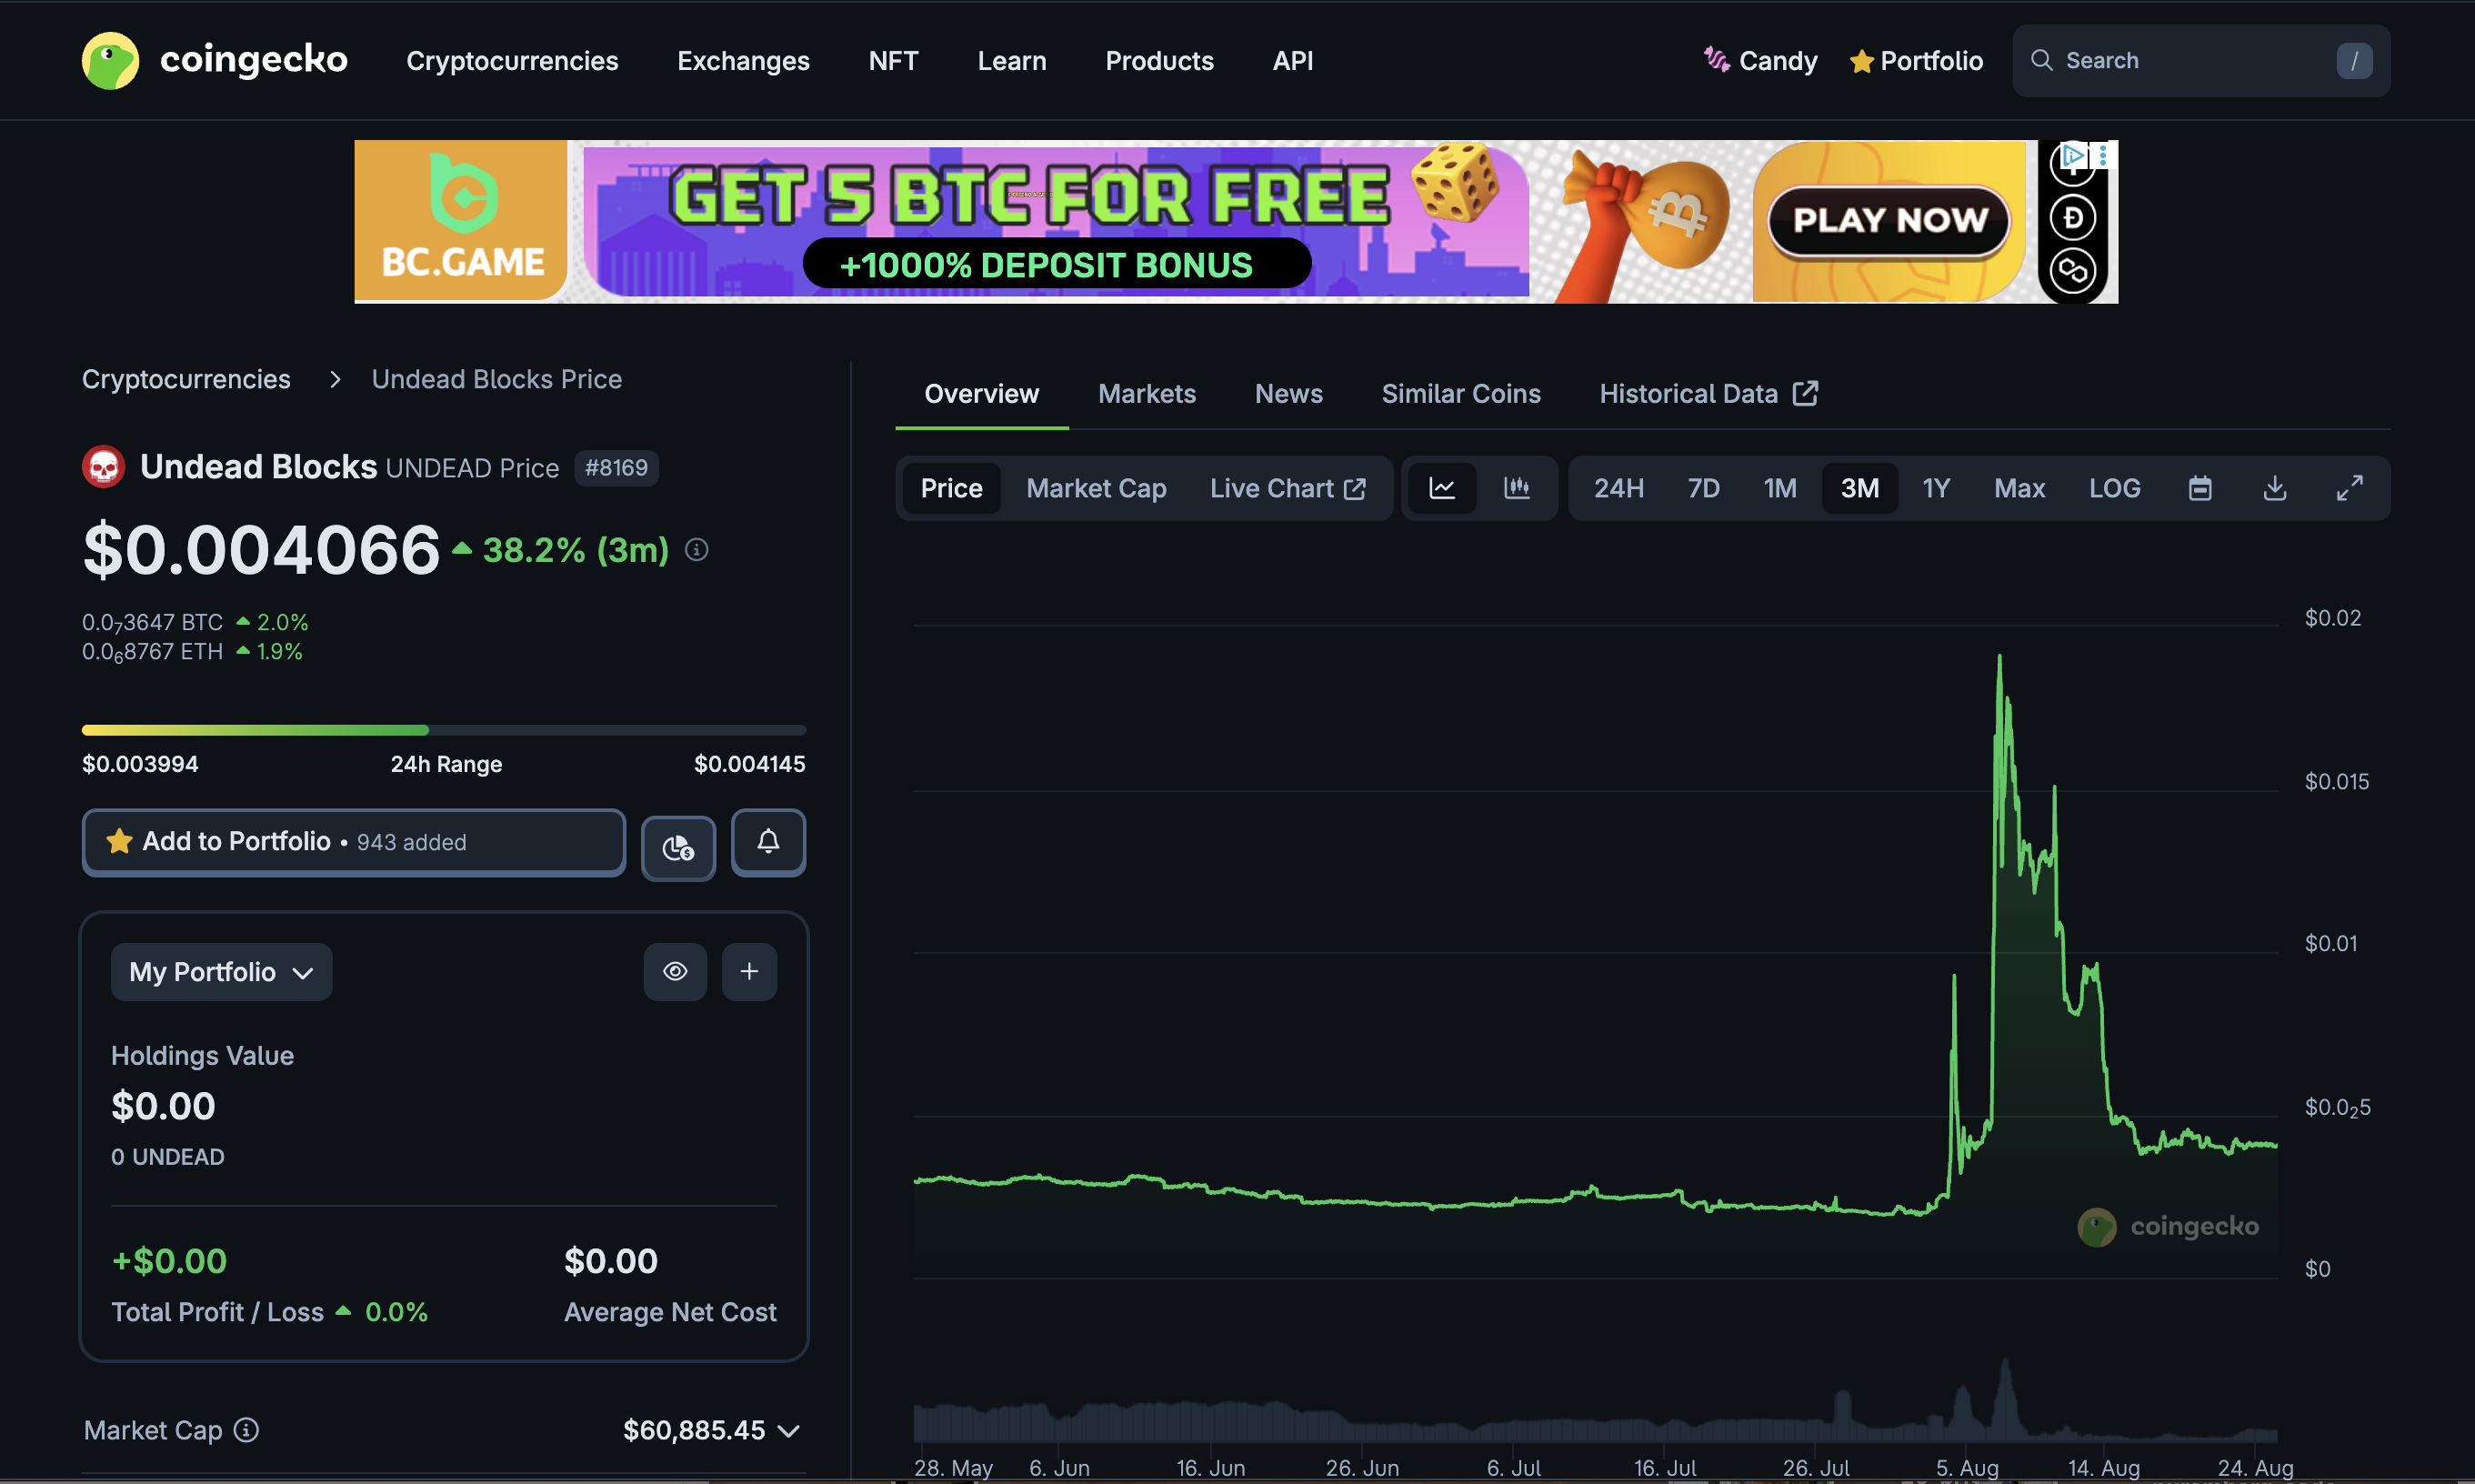 coingecko
Cryptocurrencies
Exchanges
NFT
Learn
Products
API
Candy
Portfolio
Search
/
BC.GAME
GET 5 BTC FOR FREE
+1000% DEPOSIT BONUS
PLAY NOW
Cryptocurrencies > Undead Blocks Price
Undead Blocks UNDEAD Price #8169
$0.004066 38.2% (3m)
0.0₇3647 BTC 2.0%
0.0₆8767 ETH 1.9%
$0.003994 24h Range $0.004145
Add to Portfolio • 943 added
My Portfolio
Holdings Value
$0.00
0 UNDEAD
+$0.00
Total Profit / Loss 0.0%
$0.00
Average Net Cost
Market Cap $60,885.45
Overview
Markets
News
Similar Coins
Historical Data
Price
Market Cap
Live Chart
24H
7D
1M
3M
1Y
Max
LOG
$0.02
$0.015
$0.01
$0.0₂5
$0
coingecko
28. May
6. Jun
16. Jun
26. Jun
6. Jul
16. Jul
26. Jul
5. Aug
14. Aug
24. Aug